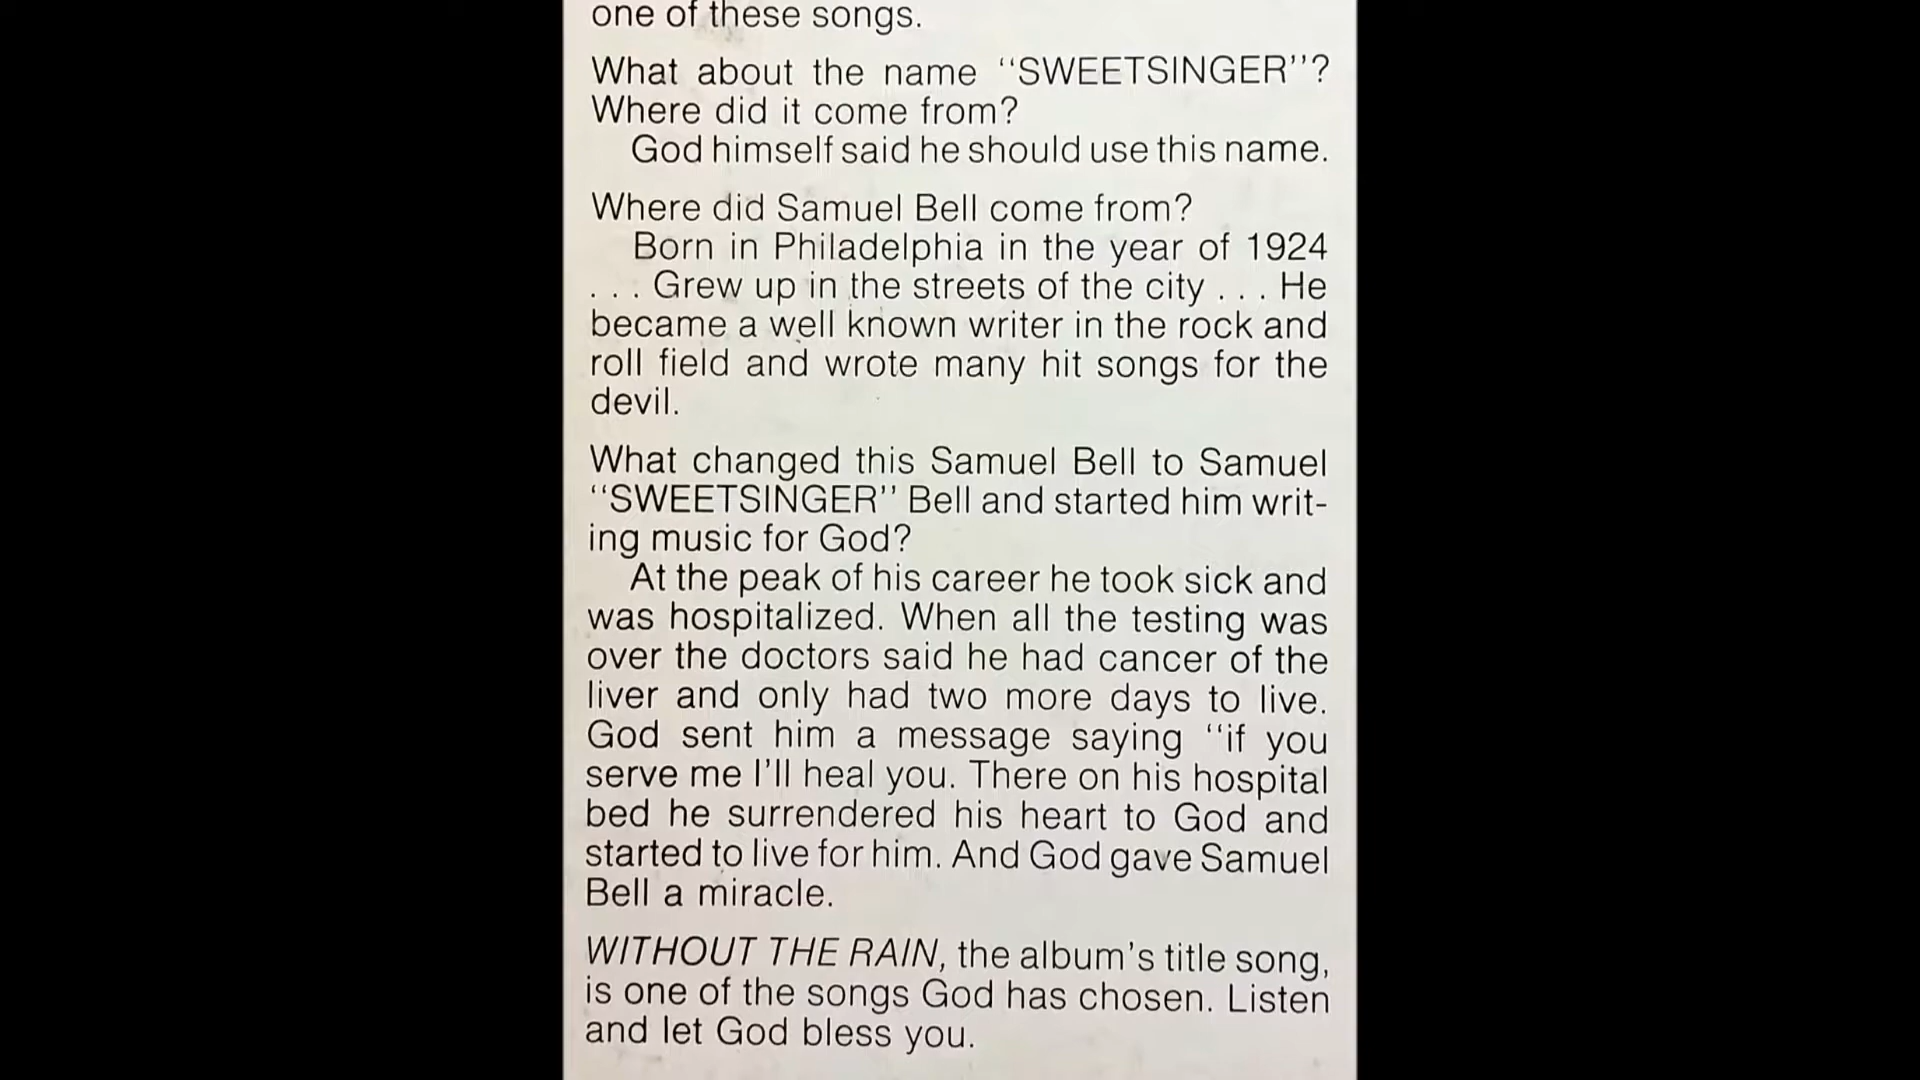 one of these songs.
What about the name ‘‘SWEETSINGER’’?
Where did it come from?
God himself said he should use this name.
Where did Samuel Bell come from?
Born in Philadelphia in the year of 1924
. . . Grew up in the streets of the city . . . He
became a well known writer in the rock and
roll field and wrote many hit songs for the
devil.
What changed this Samuel Bell to Samuel
‘‘SWEETSINGER’’ Bell and started him writ-
ing music for God?
At the peak of his career he took sick and
was hospitalized. When all the testing was
over the doctors said he had cancer of the
liver and only had two more days to live.
God sent him a message saying ‘‘if you
serve me I’ll heal you. There on his hospital
bed he surrendered his heart to God and
started to live for him. And God gave Samuel
Bell a miracle.
WITHOUT THE RAIN, the album’s title song,
is one of the songs God has chosen. Listen
and let God bless you.